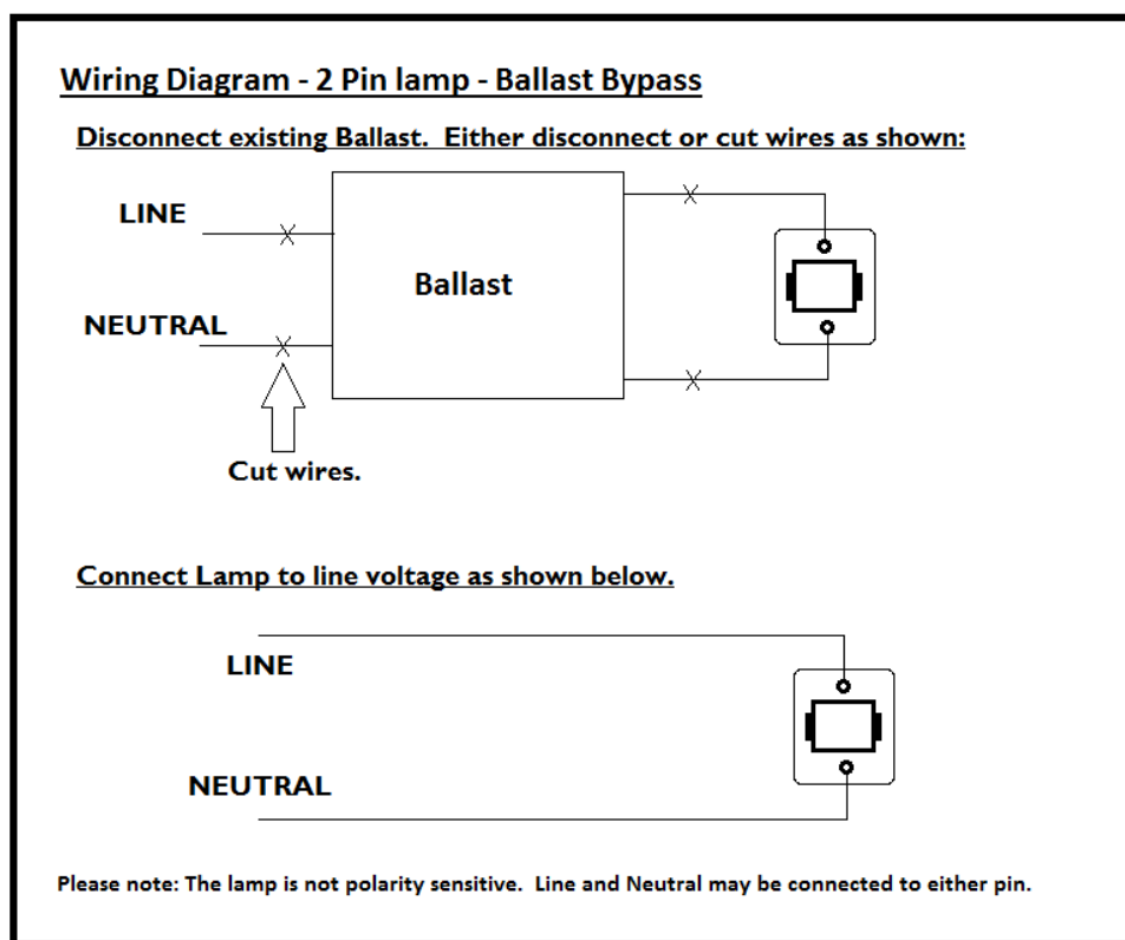 Wiring Diagram - 2 Pin lamp - Ballast Bypass
Disconnect existing Ballast.  Either disconnect or cut wires as shown:
LINE
Ballast
NEUTRAL
Cut wires.
Connect Lamp to line voltage as shown below.
LINE
NEUTRAL
Please note: The lamp is not polarity sensitive.  Line and Neutral may be connected to either pin.